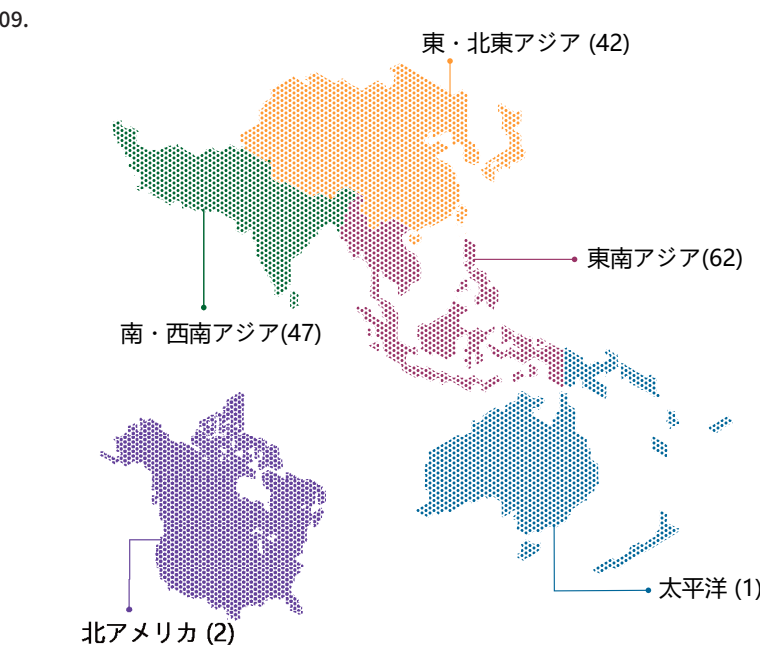 09.
東・北東アジア (42)
東南アジア(62)
南・西南アジア(47)
太平洋 (1)
北アメリカ (2)